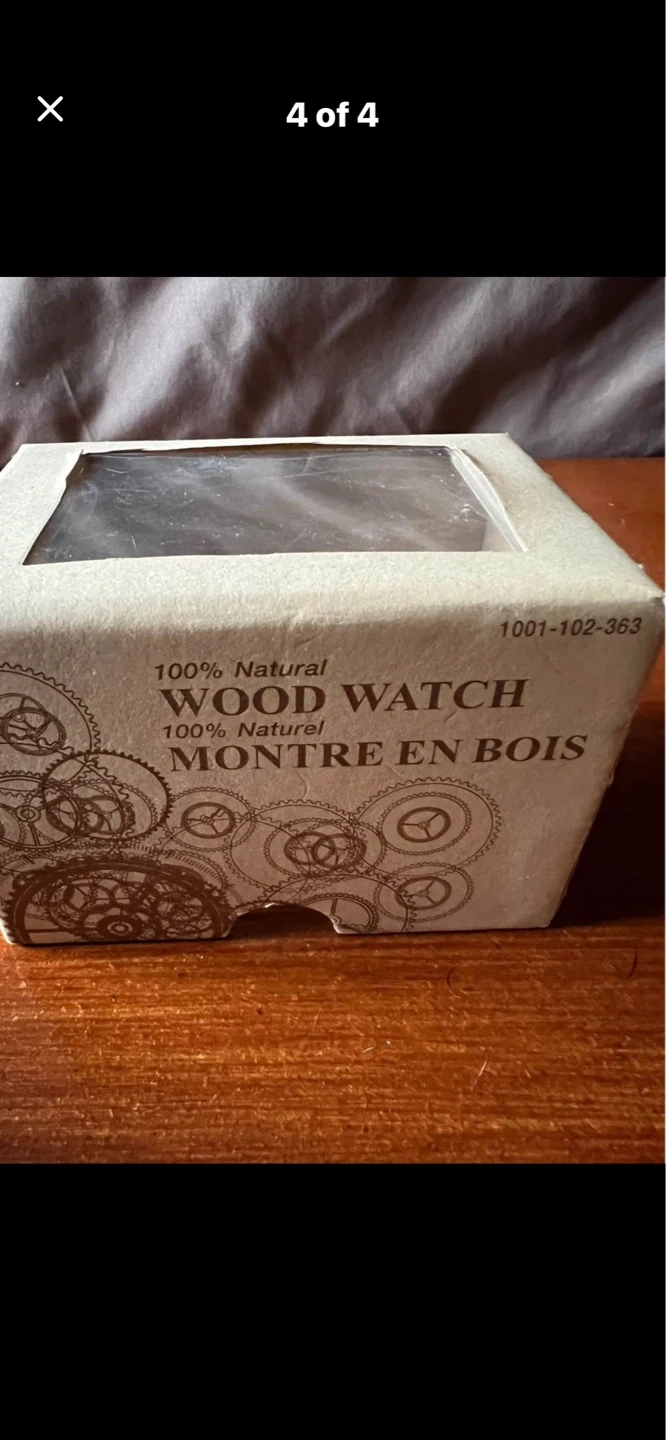 4 of 4
1001-102-363
100% Natural
WOOD WATCH
100% Naturel
MONTRE EN BOIS